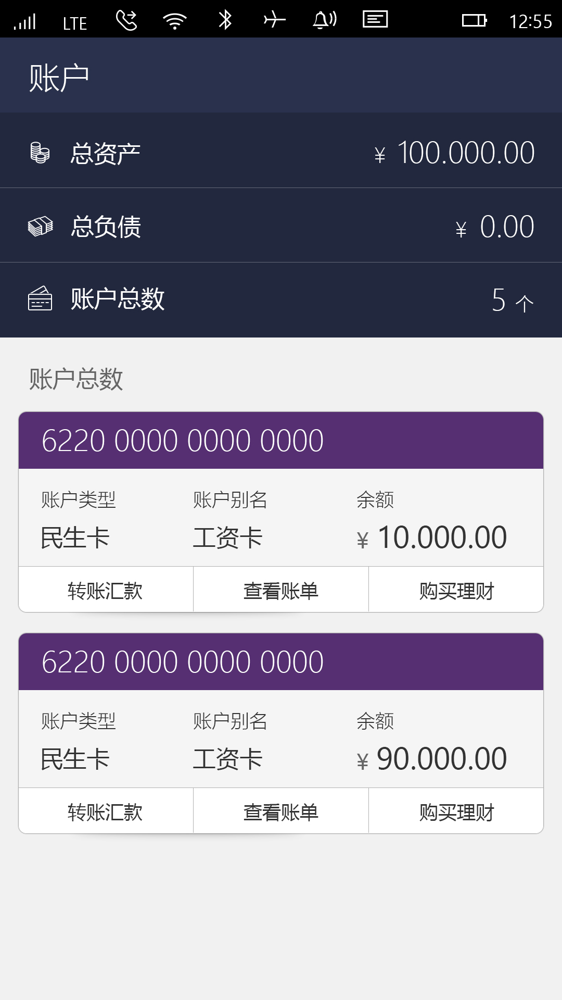 LTE 12:55
账户
总资产 ¥ 100.000.00
总负债 ¥ 0.00
账户总数 5 个
账户总数
6220 0000 0000 0000
账户类型 账户别名 余额
民生卡 工资卡 ¥ 10.000.00
转账汇款 查看账单 购买理财
6220 0000 0000 0000
账户类型 账户别名 余额
民生卡 工资卡 ¥ 90.000.00
转账汇款 查看账单 购买理财